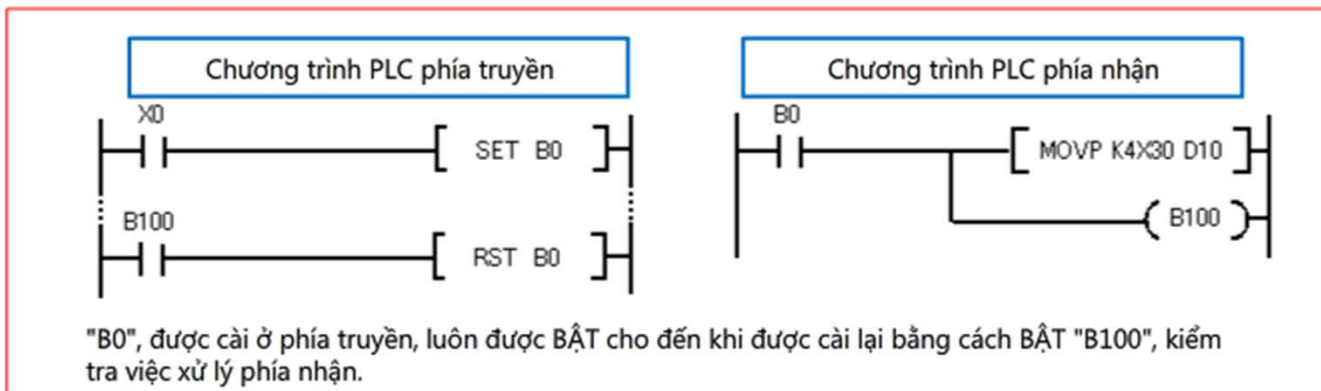 Chương trình PLC phía truyền
X0
SET B0
B100
RST B0
Chương trình PLC phía nhận
B0
MOVP K4X30 D10
B100
"B0", được cài ở phía truyền, luôn được BẬT cho đến khi được cài lại bằng cách BẬT "B100", kiểm
tra việc xử lý phía nhận.